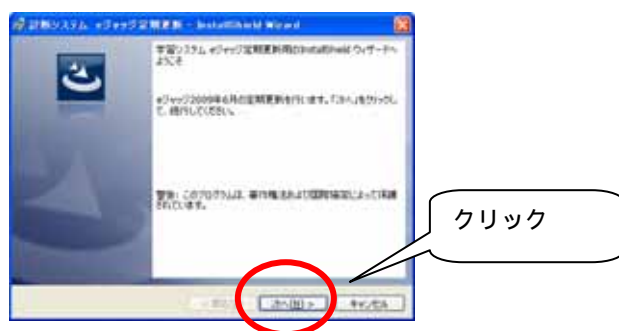 診断システム eジャッジ定期更新 - InstallShield Wizard
学習システム eジャッジ定期更新用のInstallShield ウィザードへ
ようこそ
eジャッジ2009年6月の定期更新を行います。「次へ」をクリックし
て、続行してください。
警告: このプログラムは、著作権法および国際協定によって保護
されています。
クリック
次へ(N) >
キャンセル